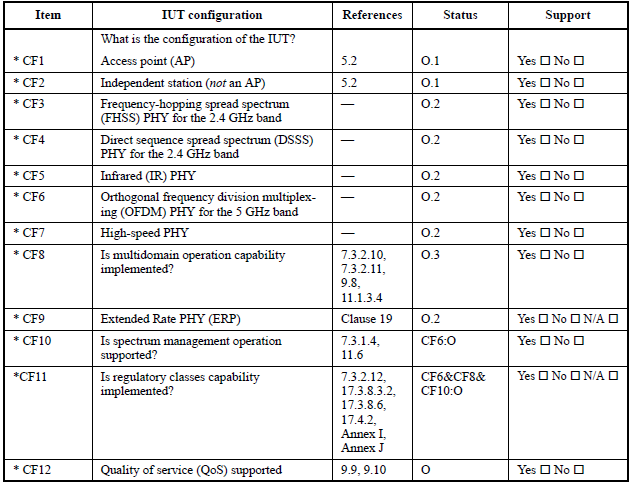 Item IUT configuration References Status Support
What is the configuration of the IUT?
* CF1 Access point (AP) 5.2 O.1 Yes ☐ No ☐
* CF2 Independent station (not an AP) 5.2 O.1 Yes ☐ No ☐
* CF3 Frequency-hopping spread spectrum — O.2 Yes ☐ No ☐
(FHSS) PHY for the 2.4 GHz band
* CF4 Direct sequence spread spectrum (DSSS) — O.2 Yes ☐ No ☐
PHY for the 2.4 GHz band
* CF5 Infrared (IR) PHY — O.2 Yes ☐ No ☐
* CF6 Orthogonal frequency division multiplex- — O.2 Yes ☐ No ☐
ing (OFDM) PHY for the 5 GHz band
* CF7 High-speed PHY — O.2 Yes ☐ No ☐
* CF8 Is multidomain operation capability 7.3.2.10, O.3 Yes ☐ No ☐
implemented? 7.3.2.11,
9.8,
11.1.3.4
* CF9 Extended Rate PHY (ERP) Clause 19 O.2 Yes ☐ No ☐ N/A ☐
* CF10 Is spectrum management operation 7.3.1.4, CF6:O Yes ☐ No ☐
supported? 11.6
*CF11 Is regulatory classes capability 7.3.2.12, CF6&CF8& Yes ☐ No ☐ N/A ☐
implemented? 17.3.8.3.2, CF10:O
17.3.8.6,
17.4.2,
Annex I,
Annex J
* CF12 Quality of service (QoS) supported 9.9, 9.10 O Yes ☐ No ☐